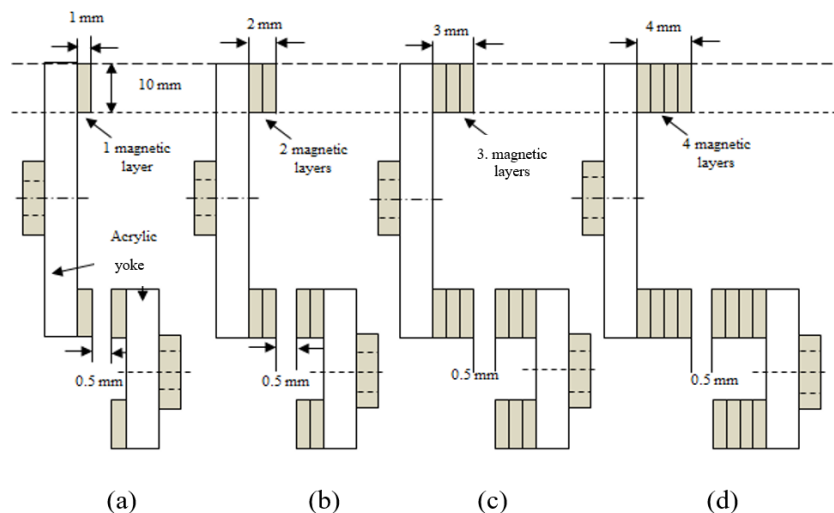 1 mm
2 mm
3 mm
4 mm
10 mm
1 magnetic
layer
2 magnetic
layers
3. magnetic
layers
4 magnetic
layers
Acrylic
yoke
0.5 mm
0.5 mm
0.5 mm
0.5 mm
(a)
(b)
(c)
(d)